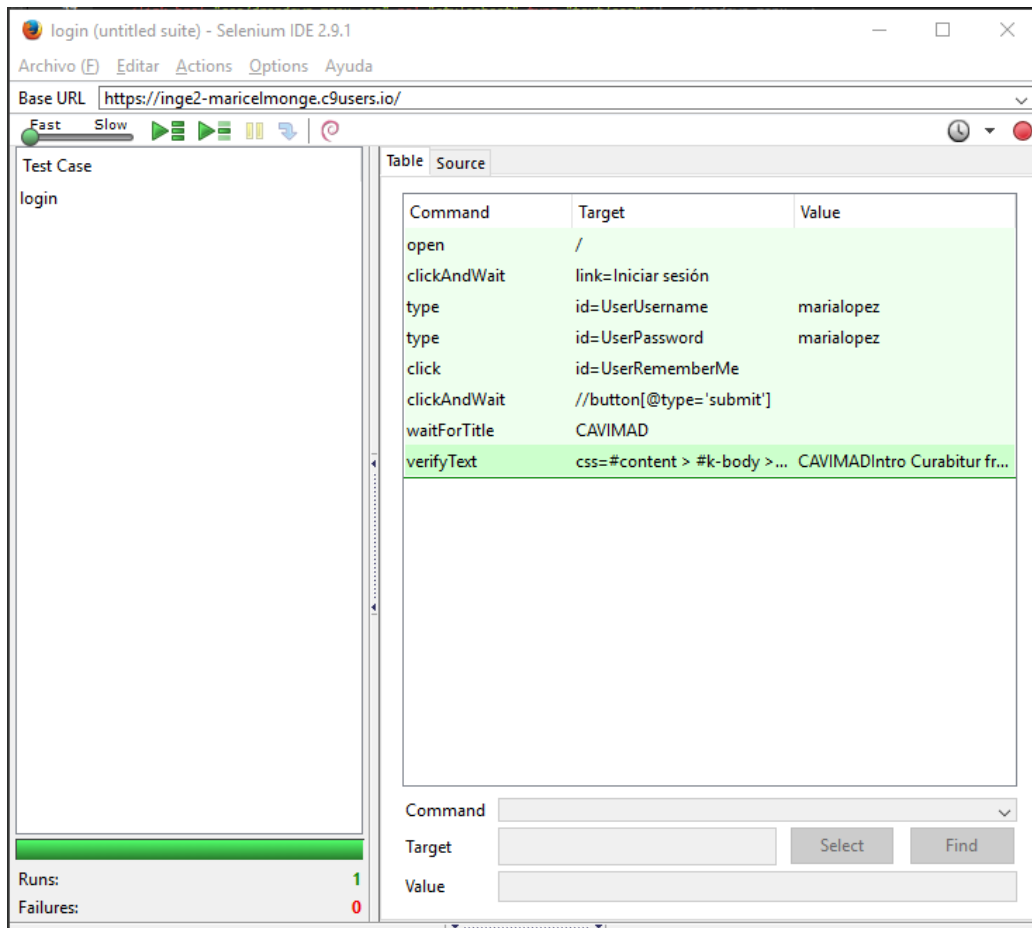 login (untitled suite) - Selenium IDE 2.9.1
Archivo (F) Editar Actions Options Ayuda
Base URL https://inge2-maricelmonge.c9users.io/
Fast Slow
Test Case
login
Table Source
Command Target Value
open /
clickAndWait link=Iniciar sesión
type id=UserUsername marialopez
type id=UserPassword marialopez
click id=UserRememberMe
clickAndWait //button[@type='submit']
waitForTitle CAVIMAD
verifyText css=#content > #k-body >... CAVIMADIntro Curabitur fr...
Command
Target Select Find
Value
Runs: 1
Failures: 0